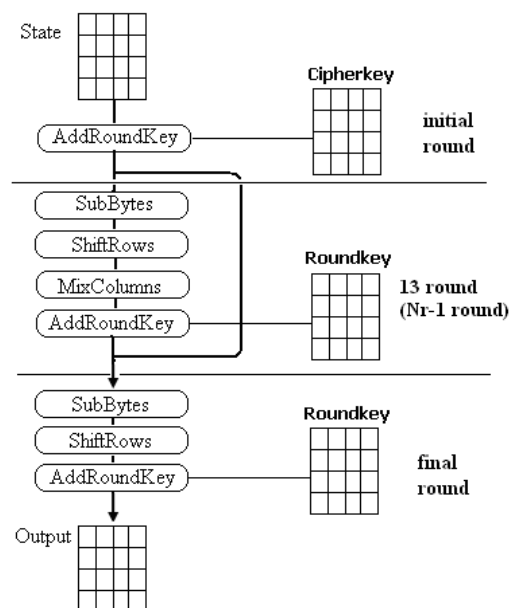 State
Cipherkey
AddRoundKey
initial
round
SubBytes
ShiftRows
MixColumns
AddRoundKey
Roundkey
13 round
(Nr-1 round)
SubBytes
ShiftRows
AddRoundKey
Roundkey
final
round
Output